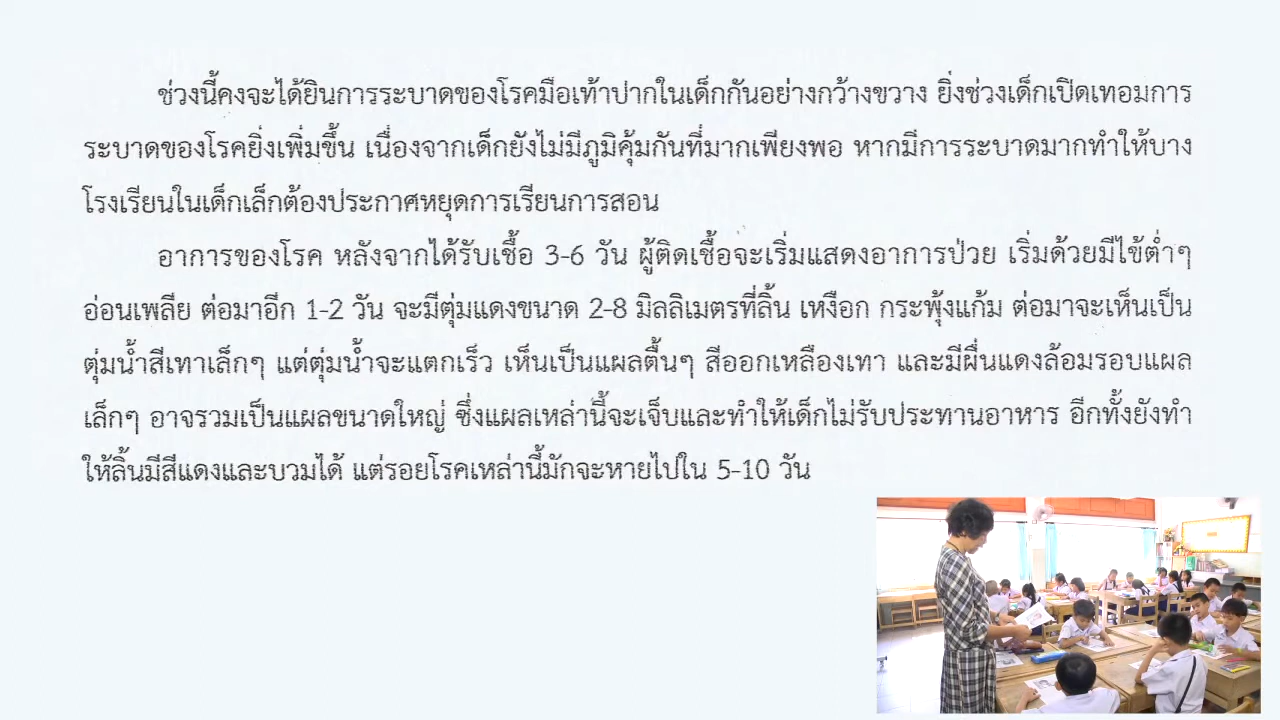 ช่วงนี้คงจะได้ยินการระบาดของโรคมือเท้าปากในเด็กกันอย่างกว้างขวาง ยิ่งช่วงเด็กเปิดเทอมการ
ระบาดของโรคยิ่งเพิ่มขึ้น เนื่องจากเด็กยังไม่มีภูมิคุ้มกันที่มากเพียงพอ หากมีการระบาดมากทำให้บาง
โรงเรียนในเด็กเล็กต้องประกาศหยุดการเรียนการสอน
อาการของโรค หลังจากได้รับเชื้อ 3-6 วัน ผู้ติดเชื้อจะเริ่มแสดงอาการป่วย เริ่มด้วยมีไข้ต่ำๆ
อ่อนเพลีย ต่อมาอีก 1-2 วัน จะมีตุ่มแดงขนาด 2-8 มิลลิเมตรที่ลิ้น เหงือก กระพุ้งแก้ม ต่อมาจะเห็นเป็น
ตุ่มน้ำสีเทาเล็กๆ แต่ตุ่มน้ำจะแตกเร็ว เห็นเป็นแผลตื้นๆ สีออกเหลืองเทา และมีผื่นแดงล้อมรอบแผล
เล็กๆ อาจรวมเป็นแผลขนาดใหญ่ ซึ่งแผลเหล่านี้จะเจ็บและทำให้เด็กไม่รับประทานอาหาร อีกทั้งยังทำ
ให้ลิ้นมีสีแดงและบวมได้ แต่รอยโรคเหล่านี้มักจะหายไปใน 5-10 วัน